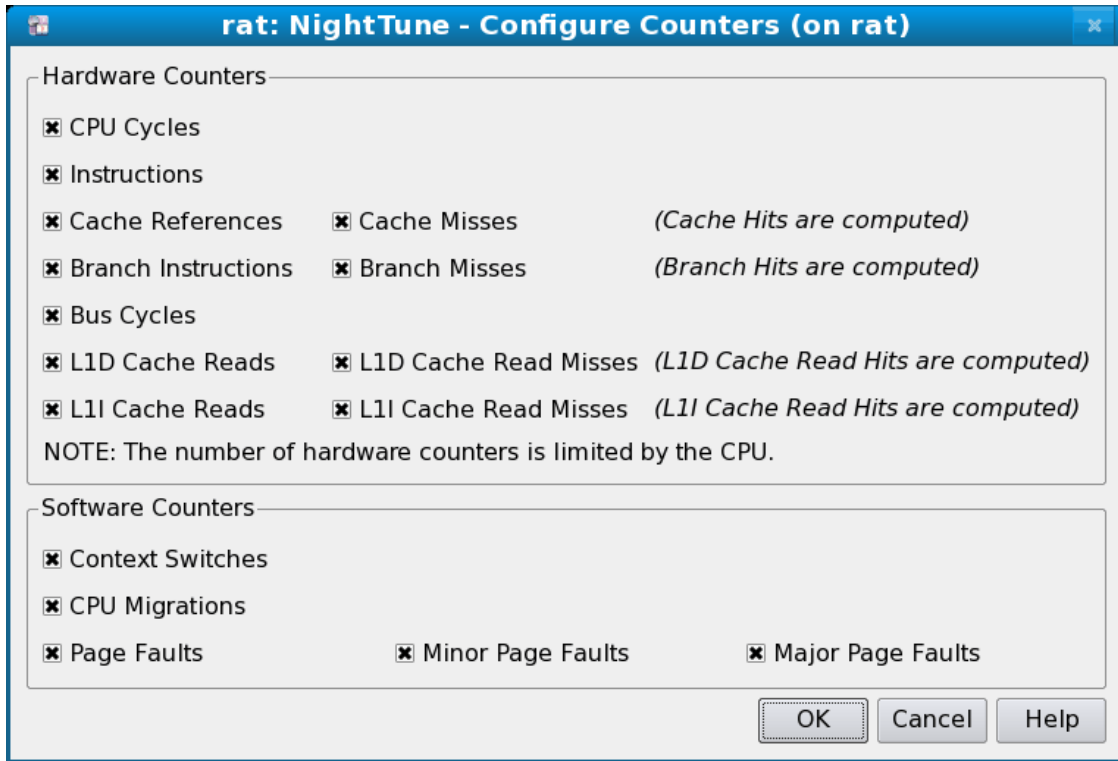 rat: NightTune - Configure Counters (on rat)
Hardware Counters
CPU Cycles
Instructions
Cache References Cache Misses (Cache Hits are computed)
Branch Instructions Branch Misses (Branch Hits are computed)
Bus Cycles
L1D Cache Reads L1D Cache Read Misses (L1D Cache Read Hits are computed)
L1I Cache Reads L1I Cache Read Misses (L1I Cache Read Hits are computed)
NOTE: The number of hardware counters is limited by the CPU.
Software Counters
Context Switches
CPU Migrations
Page Faults Minor Page Faults Major Page Faults
OK Cancel Help